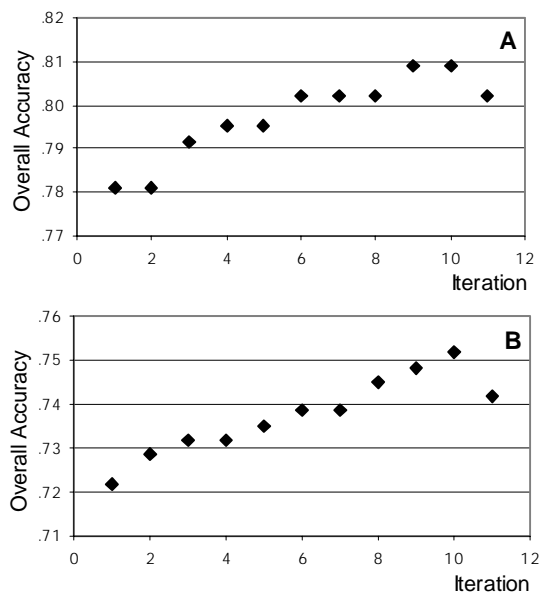 .82
A
.81
.80
.79
.78
.77
Overall Accuracy
0 2 4 6 8 10 12
Iteration
.76
B
.75
.74
.73
.72
.71
Overall Accuracy
0 2 4 6 8 10 12
Iteration